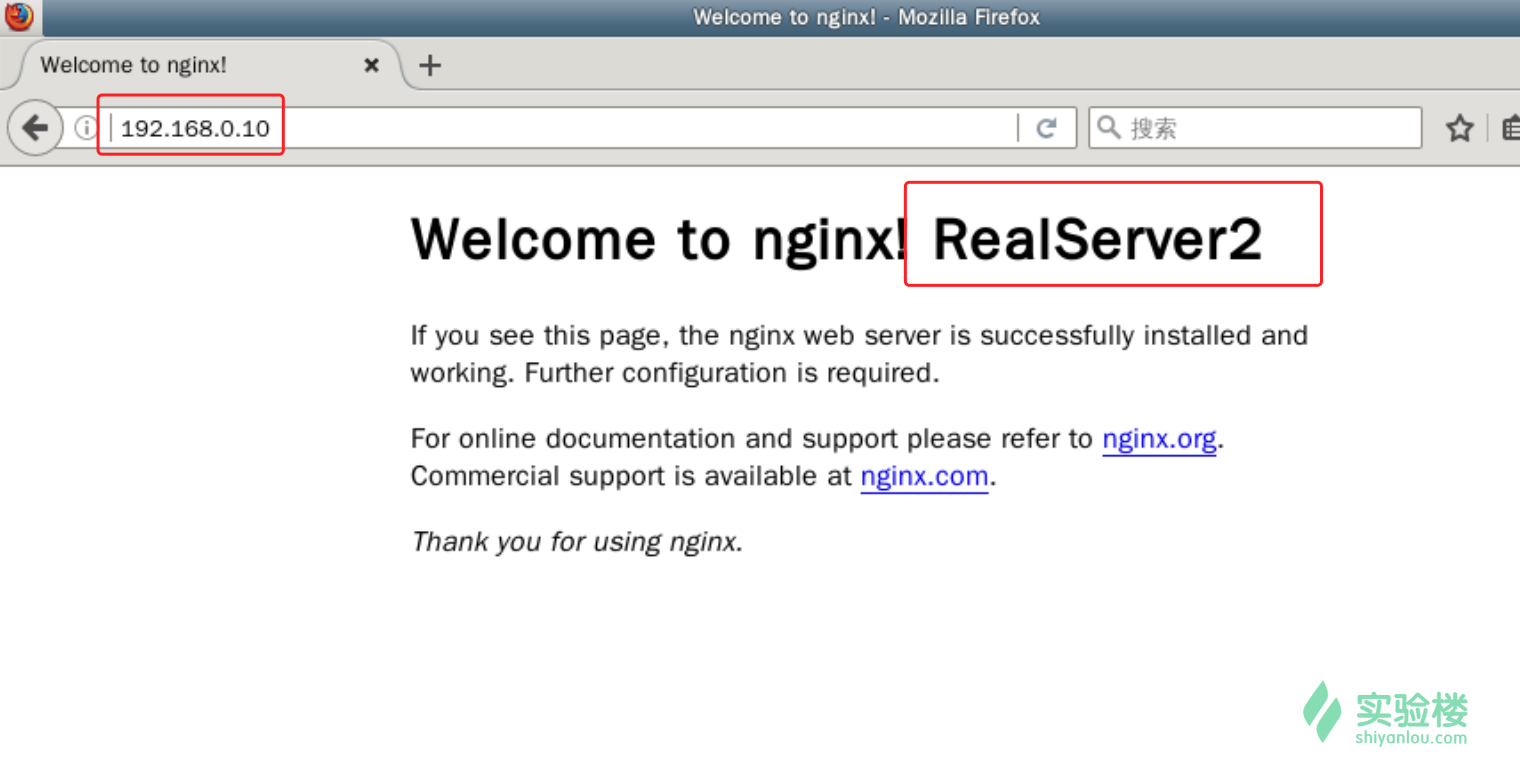 Welcome to nginx! - Mozilla Firefox
Welcome to nginx!
192.168.0.10
搜索
Welcome to nginx! RealServer2
If you see this page, the nginx web server is successfully installed and
working. Further configuration is required.
For online documentation and support please refer to nginx.org.
Commercial support is available at nginx.com.
Thank you for using nginx.
实验楼
shiyanlou.com